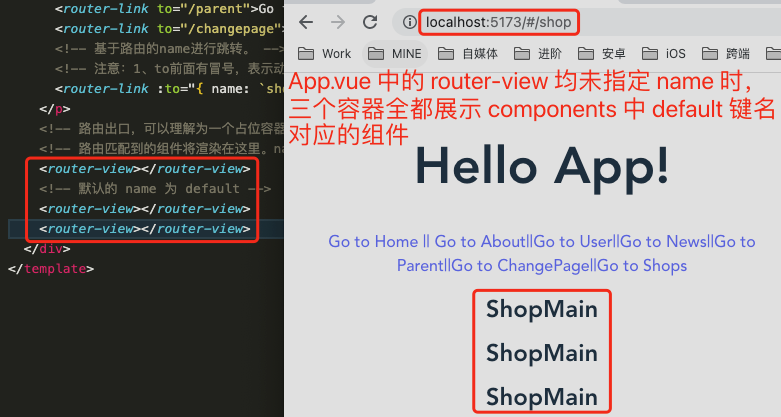 <router-link to="/parent">Go
<router-link to="/changepage">
<!-- 基于路由的name进行跳转。 -->
<!-- 注意：1、to前面有冒号，表示动
<router-link :to="{ name: `sho
</p>
<!-- 路由出口，可以理解为一个占位容器
<!-- 路由匹配到的组件将渲染在这里。na
<router-view></router-view>
<!-- 默认的 name 为 default -->
<router-view></router-view>
<router-view></router-view>
</div>
</template>
localhost:5173/#/shop
Work MINE 自媒体 进阶 安卓 iOS 跨端
App.vue 中的 router-view 均未指定 name 时，
三个容器全都展示 components 中 default 键名
对应的组件
Hello App!
Go to Home || Go to About||Go to User||Go to News||Go to
Parent||Go to ChangePage||Go to Shops
ShopMain
ShopMain
ShopMain